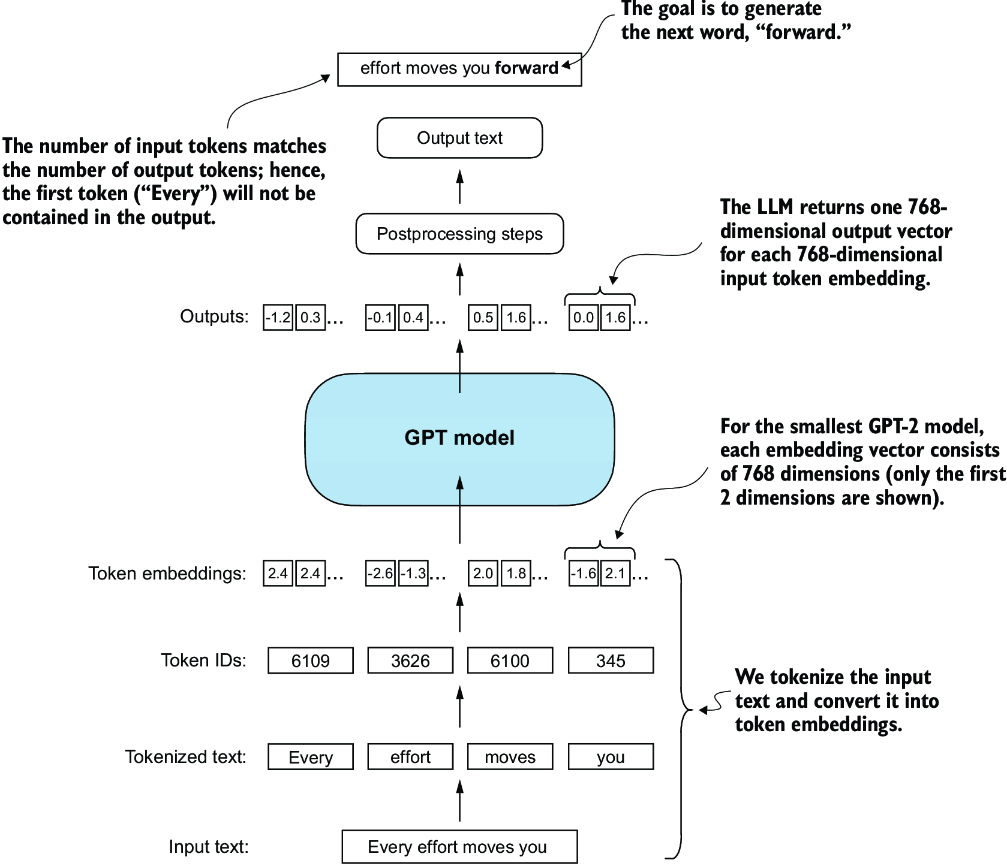 The goal is to generate
the next word, “forward.”
effort moves you forward
The number of input tokens matches
the number of output tokens; hence,
the first token (“Every”) will not be
contained in the output.
Output text
Postprocessing steps
The LLM returns one 768-
dimensional output vector
for each 768-dimensional
input token embedding.
Outputs: -1.2 0.3 ... -0.1 0.4 ... 0.5 1.6 ... 0.0 1.6 ...
GPT model
For the smallest GPT-2 model,
each embedding vector consists
of 768 dimensions (only the first
2 dimensions are shown).
Token embeddings: 2.4 2.4 ... -2.6 -1.3 ... 2.0 1.8 ... -1.6 2.1 ...
Token IDs: 6109 3626 6100 345
We tokenize the input
text and convert it into
token embeddings.
Tokenized text: Every effort moves you
Input text: Every effort moves you